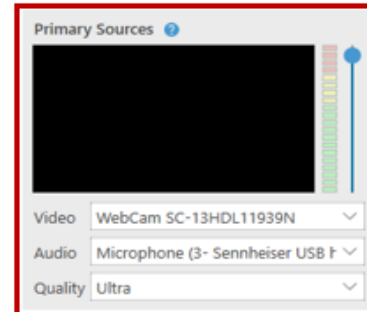 Primary Sources
Video WebCam SC-13HDL11939N
Audio Microphone (3- Sennheiser USB h
Quality Ultra